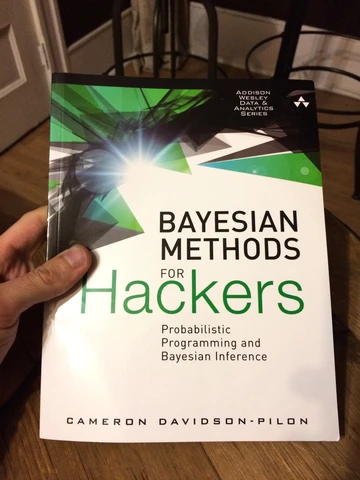 ADDISON
WESLEY
DATA &
ANALYTICS
SERIES
BAYESIAN
METHODS
FOR
Hackers
Probabilistic
Programming and
Bayesian Inference
CAMERON DAVIDSON-PILON